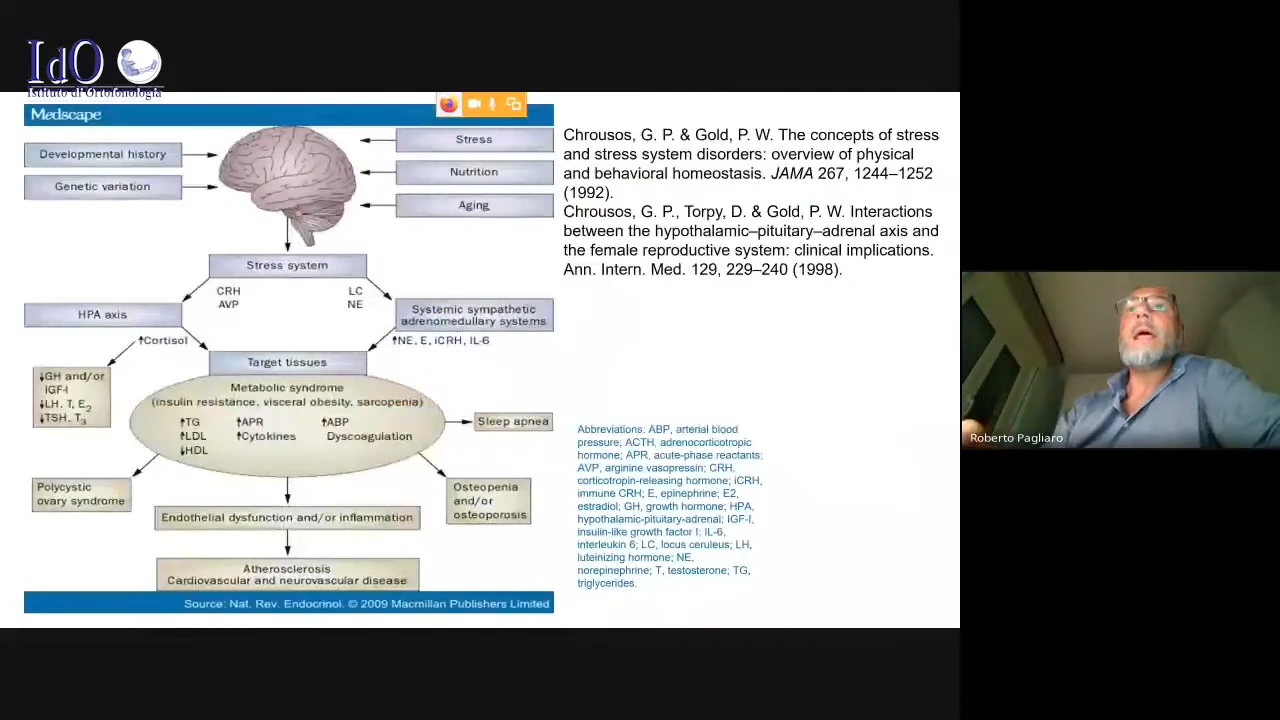 IdO
Istituto di Ortofonologia
Medscape
Developmental history
Genetic variation
Stress
Nutrition
Aging
Stress system
CRH
AVP
LC
NE
HPA axis
Systemic sympathetic
adrenomedullary systems
↑Cortisol
↑NE, E, iCRH, IL-6
Target tissues
↓GH and/or
IGF-I
↓LH, T, E2
↓TSH, T3
Metabolic syndrome
(insulin resistance, visceral obesity, sarcopenia)
↑TG ↑APR ↑ABP
↑LDL ↑Cytokines Dyscoagulation
↓HDL
Sleep apnea
Polycystic
ovary syndrome
Osteopenia
and/or
osteoporosis
Endothelial dysfunction and/or inflammation
Atherosclerosis
Cardiovascular and neurovascular disease
Source: Nat. Rev. Endocrinol. © 2009 Macmillan Publishers Limited
Chrousos, G. P. & Gold, P. W. The concepts of stress
and stress system disorders: overview of physical
and behavioral homeostasis. JAMA 267, 1244–1252
(1992).
Chrousos, G. P., Torpy, D. & Gold, P. W. Interactions
between the hypothalamic–pituitary–adrenal axis and
the female reproductive system: clinical implications.
Ann. Intern. Med. 129, 229–240 (1998).
Abbreviations: ABP, arterial blood
pressure; ACTH, adrenocorticotropic
hormone; APR, acute-phase reactants;
AVP, arginine vasopressin; CRH,
corticotropin-releasing hormone; iCRH,
immune CRH; E, epinephrine; E2,
estradiol; GH, growth hormone; HPA,
hypothalamic-pituitary-adrenal; IGF-I,
insulin-like growth factor I; IL-6,
interleukin 6; LC, locus ceruleus; LH,
luteinizing hormone; NE,
norepinephrine; T, testosterone; TG,
triglycerides.
Roberto Pagliaro